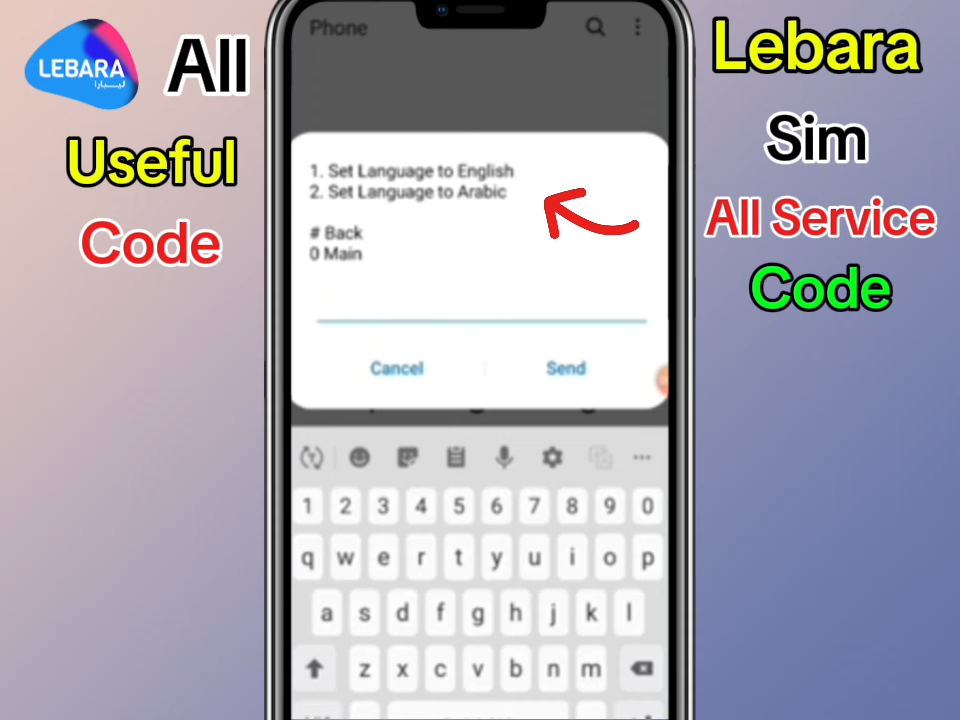 LEBARA
ليبارا
All
Useful
Code
Lebara
Sim
All Service
Code
Phone
1. Set Language to English
2. Set Language to Arabic
# Back
0 Main
Cancel
Send
1 2 3 4 5 6 7 8 9 0
q w e r t y u i o p
a s d f g h j k l
z x c v b n m